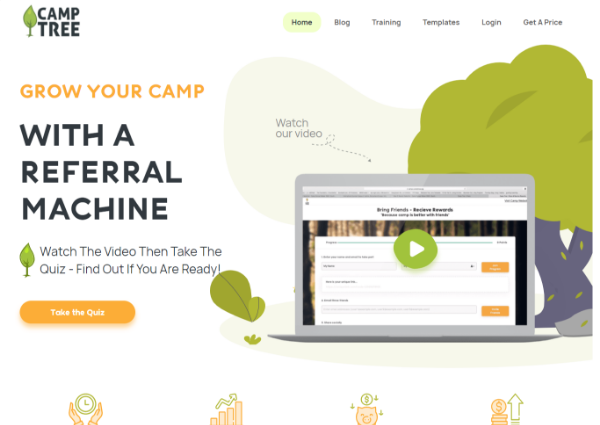 CAMP
TREE
Home Blog Training Templates Login Get A Price
GROW YOUR CAMP
WITH A
REFERRAL
MACHINE
Watch
our video
Bring Friends - Recieve Rewards
"Because camp is better with friends"
Watch The Video Then Take The
Quiz - Find Out If You Are Ready!
Take the Quiz